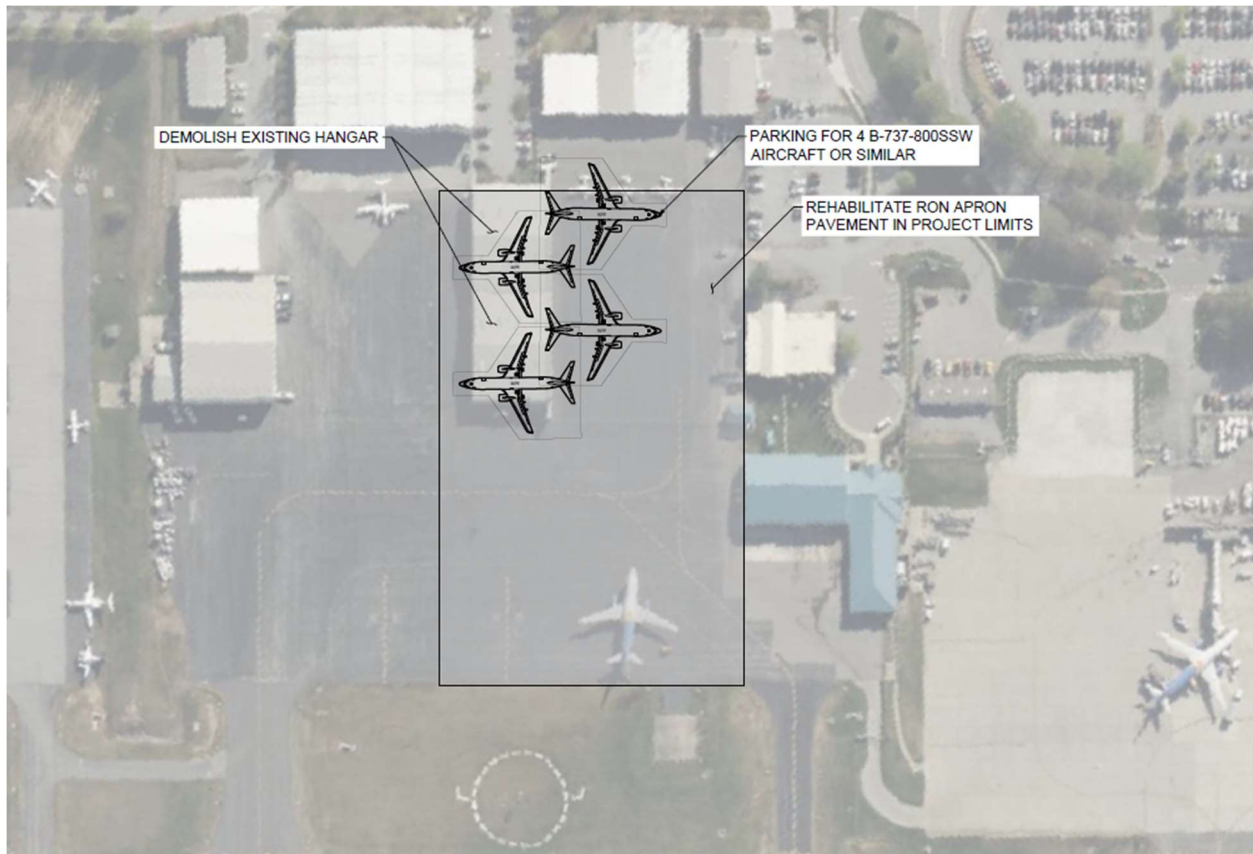 DEMOLISH EXISTING HANGAR
PARKING FOR 4 B-737-800SSW
AIRCRAFT OR SIMILAR
REHABILITATE RON APRON
PAVEMENT IN PROJECT LIMITS